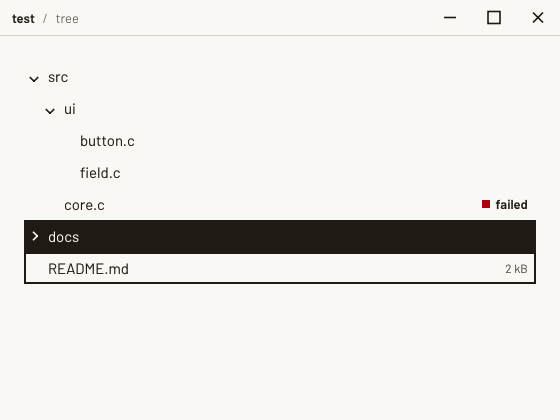 test / tree
src
ui
button.c
field.c
core.c failed
docs
README.md 2 kB